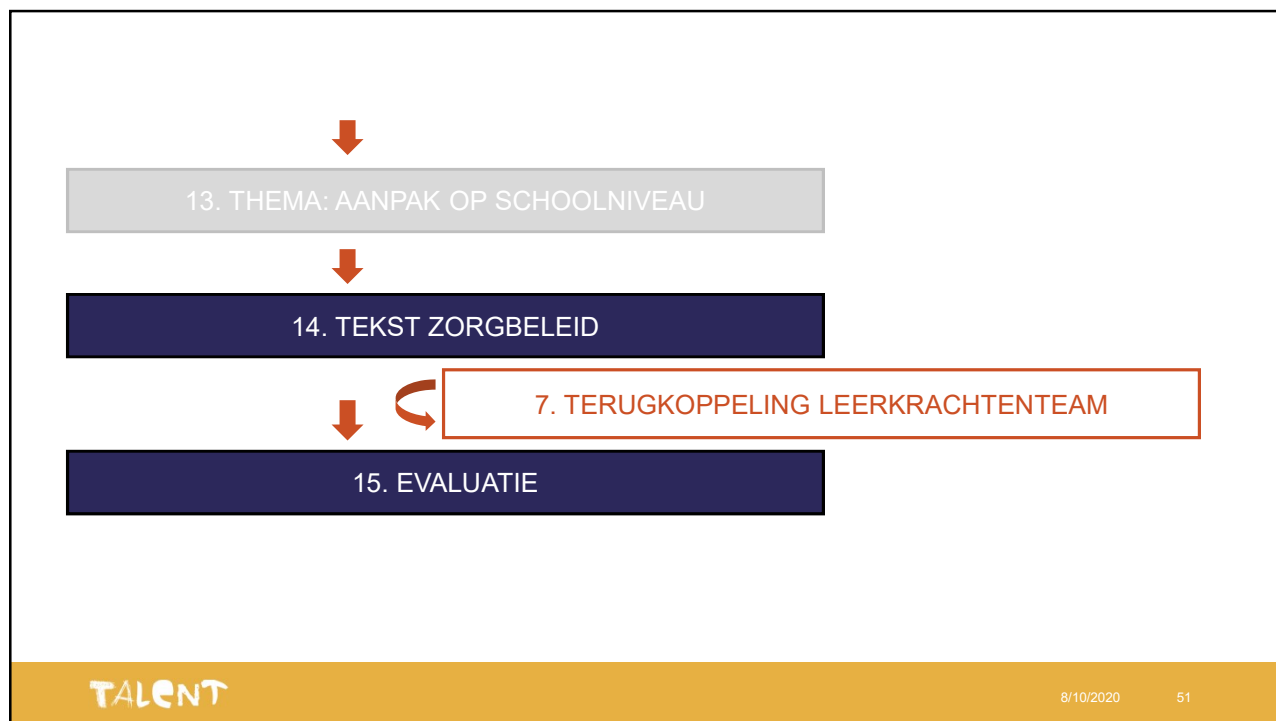 13. THEMA: AANPAK OP SCHOOLNIVEAU
14. TEKST ZORGBELEID
7. TERUGKOPPELING LEERKRACHTENTEAM
15. EVALUATIE
TALeNT
8/10/2020 51